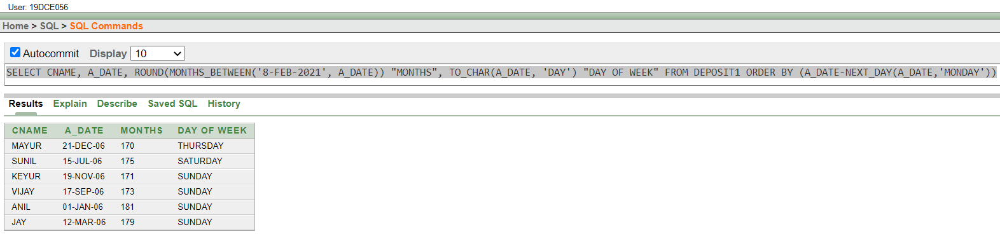 User: 19DCE056
Home > SQL > SQL Commands
Autocommit Display 10
SELECT CNAME, A_DATE, ROUND(MONTHS_BETWEEN('8-FEB-2021', A_DATE)) "MONTHS", TO_CHAR(A_DATE, 'DAY') "DAY OF WEEK" FROM DEPOSIT1 ORDER BY (A_DATE-NEXT_DAY(A_DATE,'MONDAY'))
Results Explain Describe Saved SQL History
CNAME A_DATE MONTHS DAY OF WEEK
MAYUR 21-DEC-06 170 THURSDAY
SUNIL 15-JUL-06 175 SATURDAY
KEYUR 19-NOV-06 171 SUNDAY
VIJAY 17-SEP-06 173 SUNDAY
ANIL 01-JAN-06 181 SUNDAY
JAY 12-MAR-06 179 SUNDAY